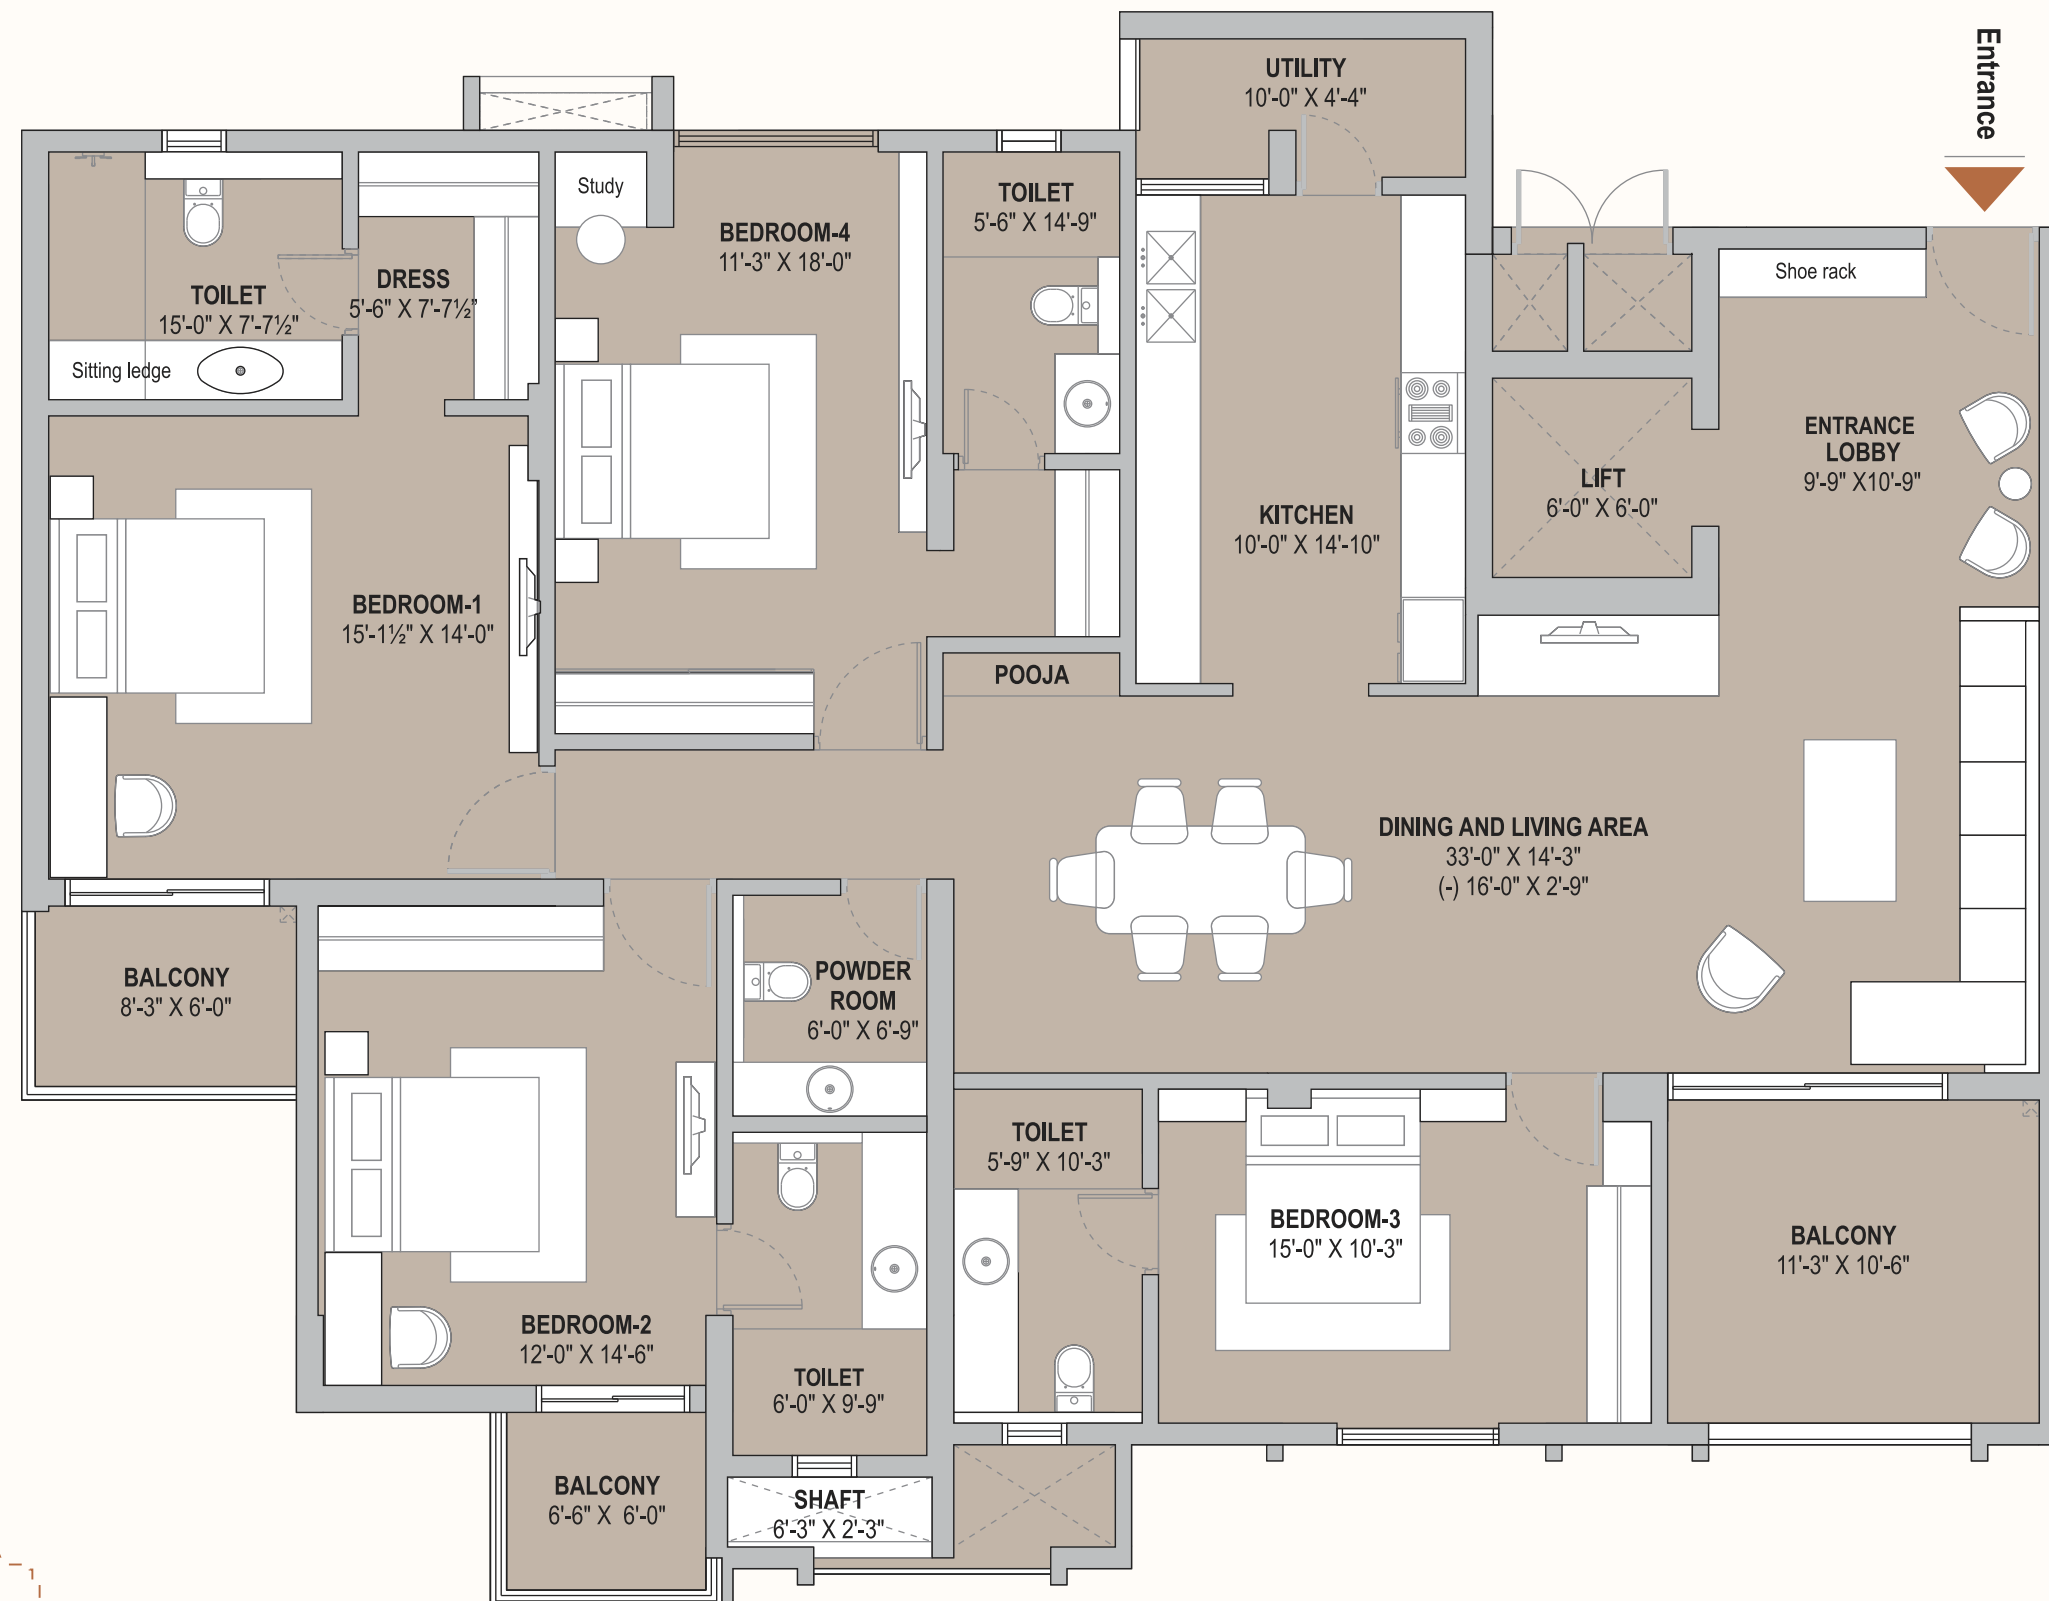 Entrance
UTILITY
10'-0" X 4'-4"
Study
TOILET
5'-6" X 14'-9"
BEDROOM-4
11'-3" X 18'-0"
Shoe rack
DRESS
5'-6" X 7'-7½"
TOILET
15'-0" X 7'-7½"
Sitting ledge
ENTRANCE
LOBBY
9'-9" X10'-9"
LIFT
6'-0" X 6'-0"
KITCHEN
10'-0" X 14'-10"
BEDROOM-1
15'-1½" X 14'-0"
POOJA
DINING AND LIVING AREA
33'-0" X 14'-3"
(-) 16'-0" X 2'-9"
BALCONY
8'-3" X 6'-0"
POWDER
ROOM
6'-0" X 6'-9"
TOILET
5'-9" X 10'-3"
BEDROOM-3
15'-0" X 10'-3"
BALCONY
11'-3" X 10'-6"
BEDROOM-2
12'-0" X 14'-6"
TOILET
6'-0" X 9'-9"
BALCONY
6'-6" X 6'-0"
SHAFT
6'-3" X 2'-3"